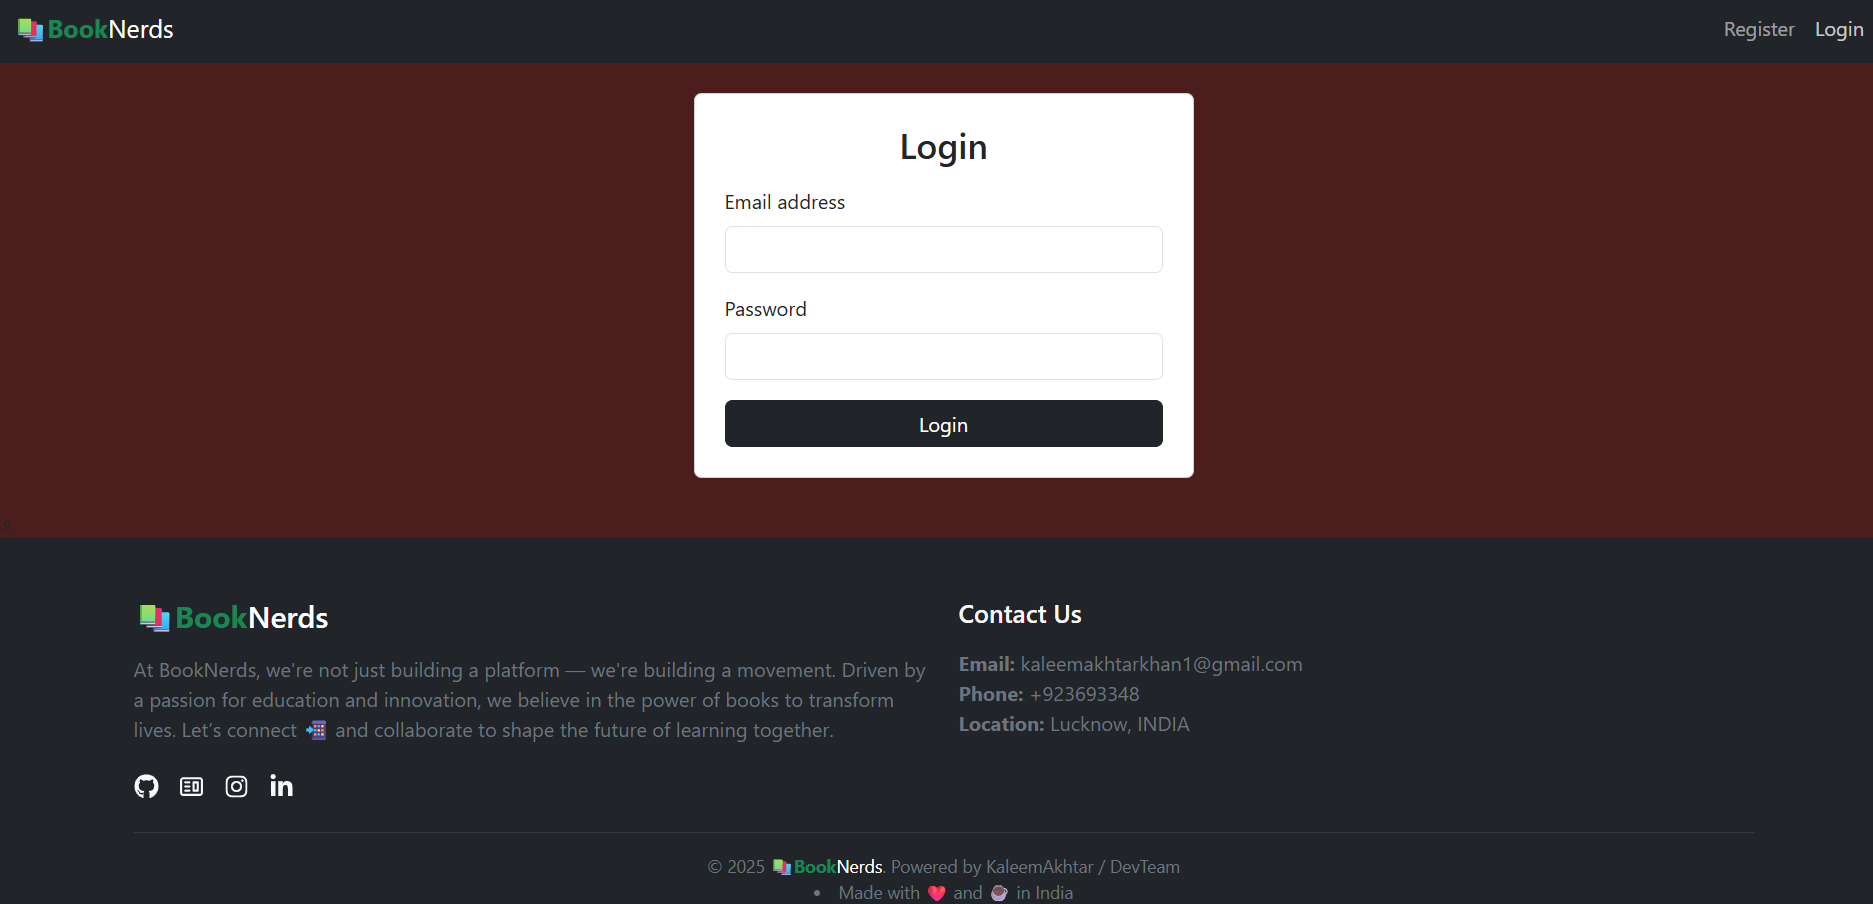 BookNerds
Register Login
Login
Email address
Password
Login
s
BookNerds
At BookNerds, we're not just building a platform — we're building a movement. Driven by
a passion for education and innovation, we believe in the power of books to transform
lives. Let’s connect 📲 and collaborate to shape the future of learning together.
Contact Us
Email: kaleemakhtarkhan1@gmail.com
Phone: +923693348
Location: Lucknow, INDIA
© 2025 BookNerds. Powered by KaleemAkhtar / DevTeam
• Made with ❤️ and ☕ in India